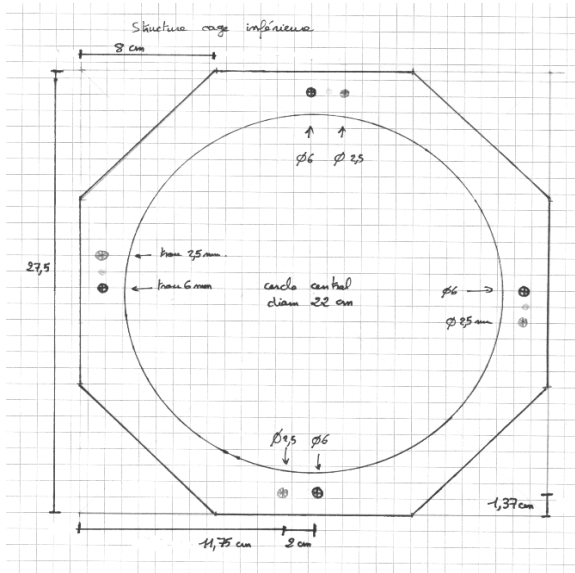 Structure cage inférieure
8 cm
Ø6 Ø 2,5
27,5
trou 2,5 mm.
trou 6 mm
cercle central
diam 22 cm
Ø6
Ø 2,5 mm
Ø2,5 Ø6
1,37 cm
11,75 cm 2 cm